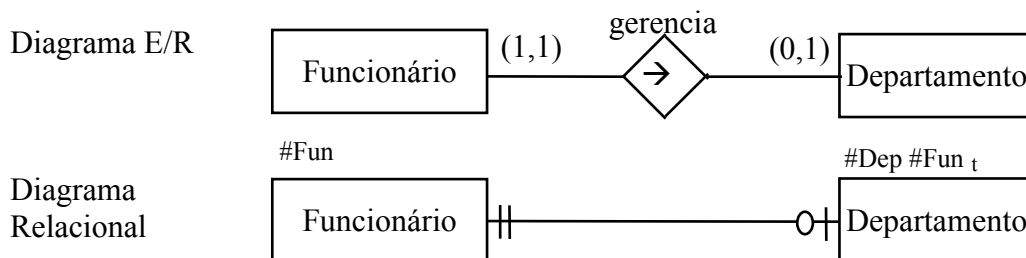 gerencia
Diagrama E/R
Funcionário
(1,1)
→
(0,1)
Departamento
#Fun
#Dep #Fun t
Diagrama
Relacional
Funcionário
Departamento